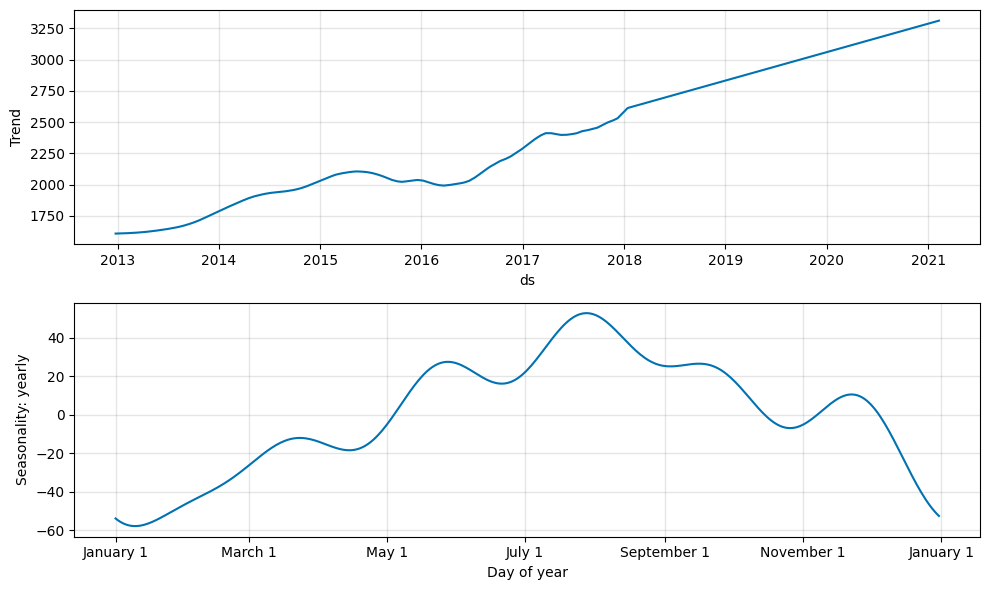 3250
3000
2750
2500
2250
2000
1750
Trend
2013 2014 2015 2016 2017 2018 2019 2020 2021
ds
40
20
0
−20
−40
−60
Seasonality: yearly
January 1 March 1 May 1 July 1 September 1 November 1 January 1
Day of year